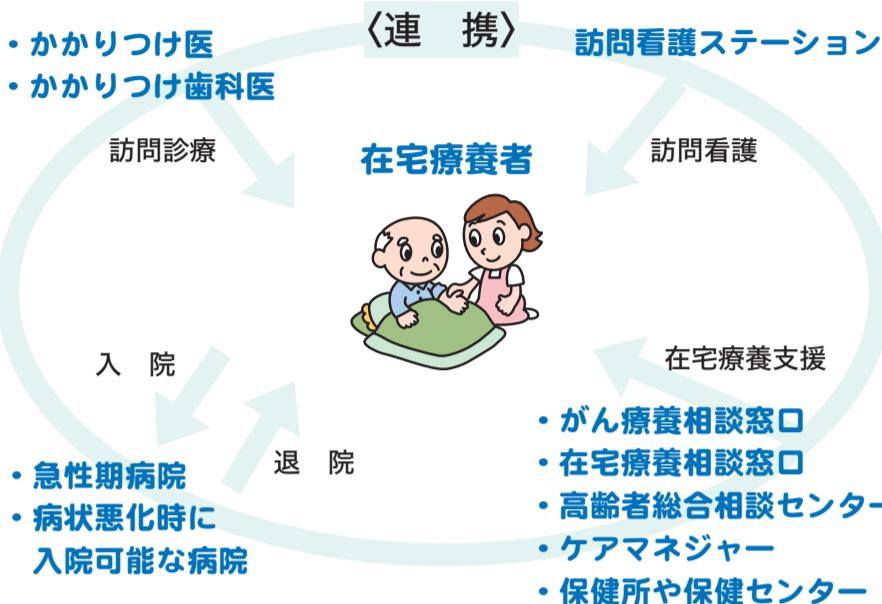 〈連　携〉
・かかりつけ医
・かかりつけ歯科医
訪問看護ステーション
訪問診療
在宅療養者
訪問看護
入　院
在宅療養支援
退　院
・急性期病院
・病状悪化時に
入院可能な病院
・がん療養相談窓口
・在宅療養相談窓口
・高齢者総合相談センター
・ケアマネジャー
・保健所や保健センター